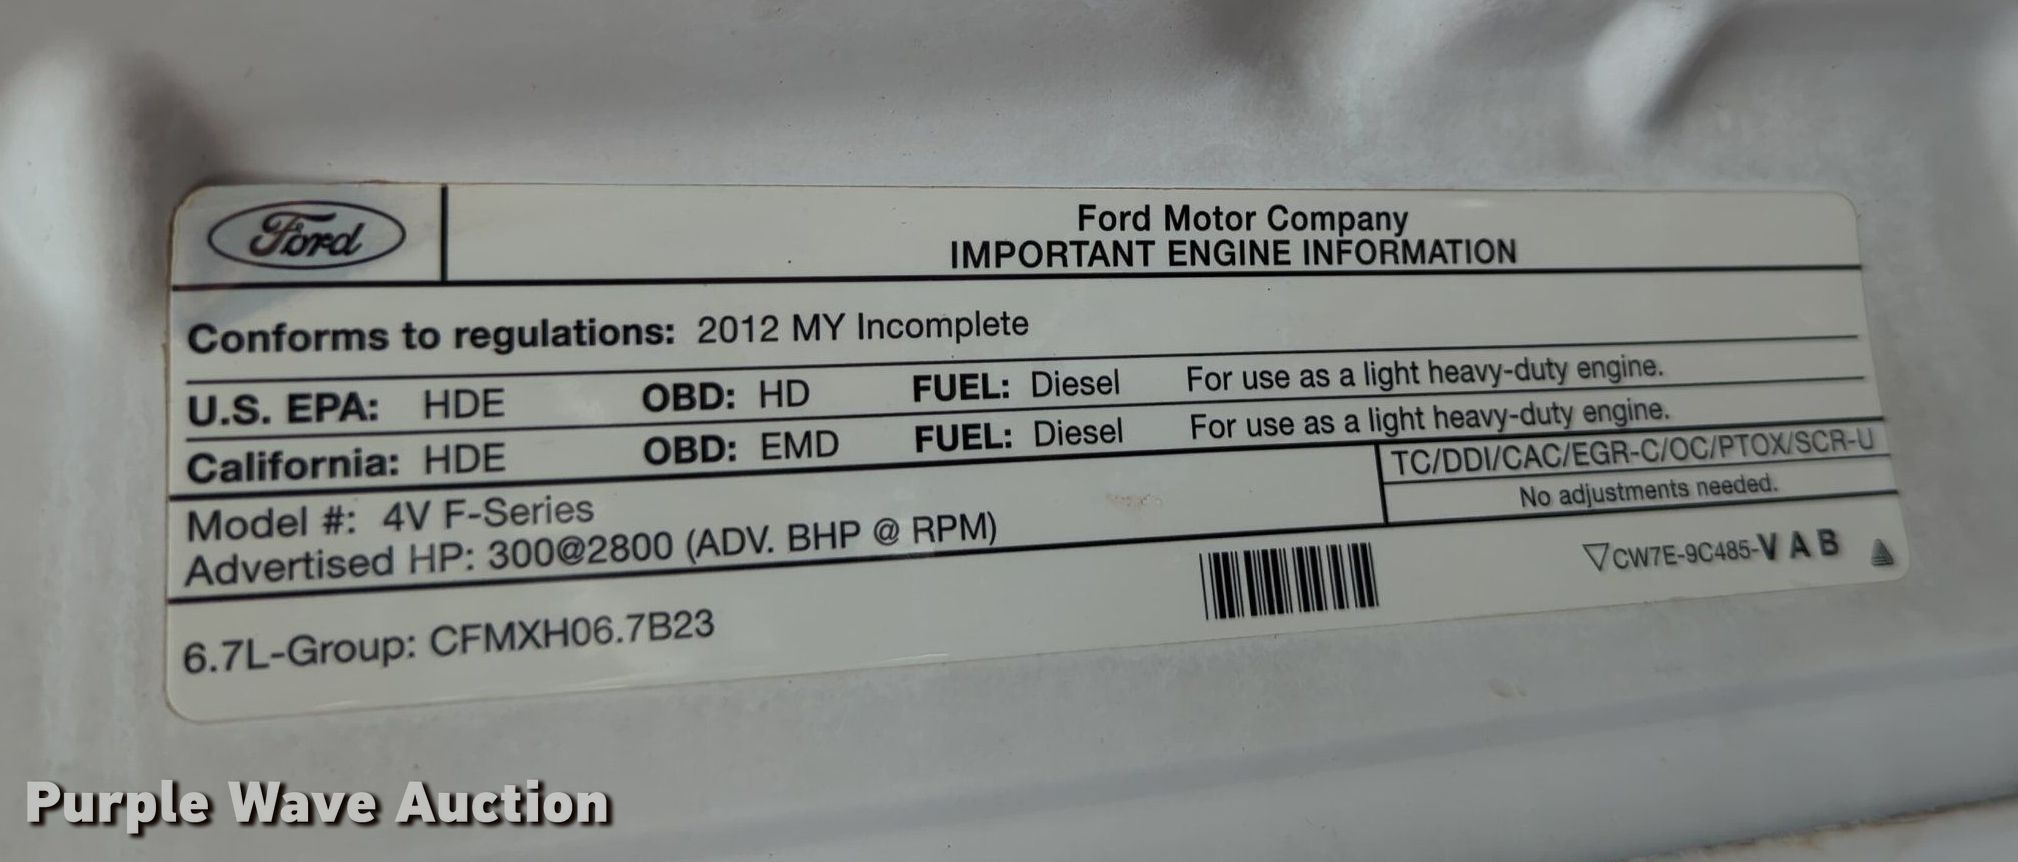 Ford
Ford Motor Company
IMPORTANT ENGINE INFORMATION
Conforms to regulations: 2012 MY Incomplete
U.S. EPA: HDE OBD: HD FUEL: Diesel For use as a light heavy-duty engine.
California: HDE OBD: EMD FUEL: Diesel For use as a light heavy-duty engine.
Model #: 4V F-Series
Advertised HP: 300@2800 (ADV. BHP @ RPM)
TC/DDI/CAC/EGR-C/OC/PTOX/SCR-U
No adjustments needed.
6.7L-Group: CFMXH06.7B23
CW7E-9C485-V A B
Purple Wave Auction